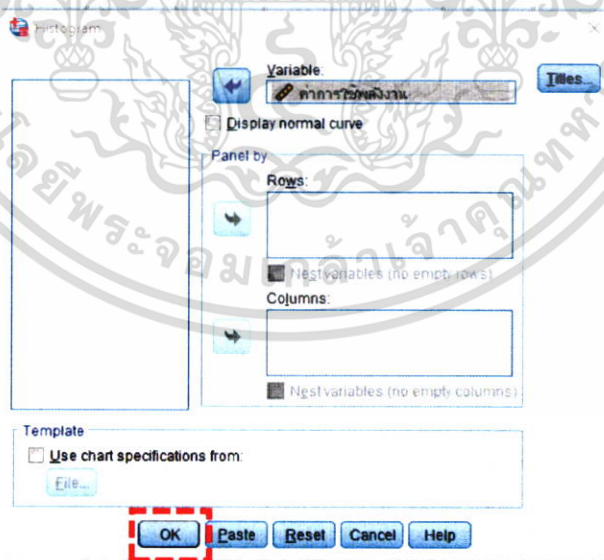 Histogram
Variable:
ค่าการใช้พลังงาน
Titles...
Display normal curve
Panel by
Rows:
Nest variables (no empty rows)
Columns:
Nest variables (no empty columns)
Template
Use chart specifications from:
File...
OK Paste Reset Cancel Help